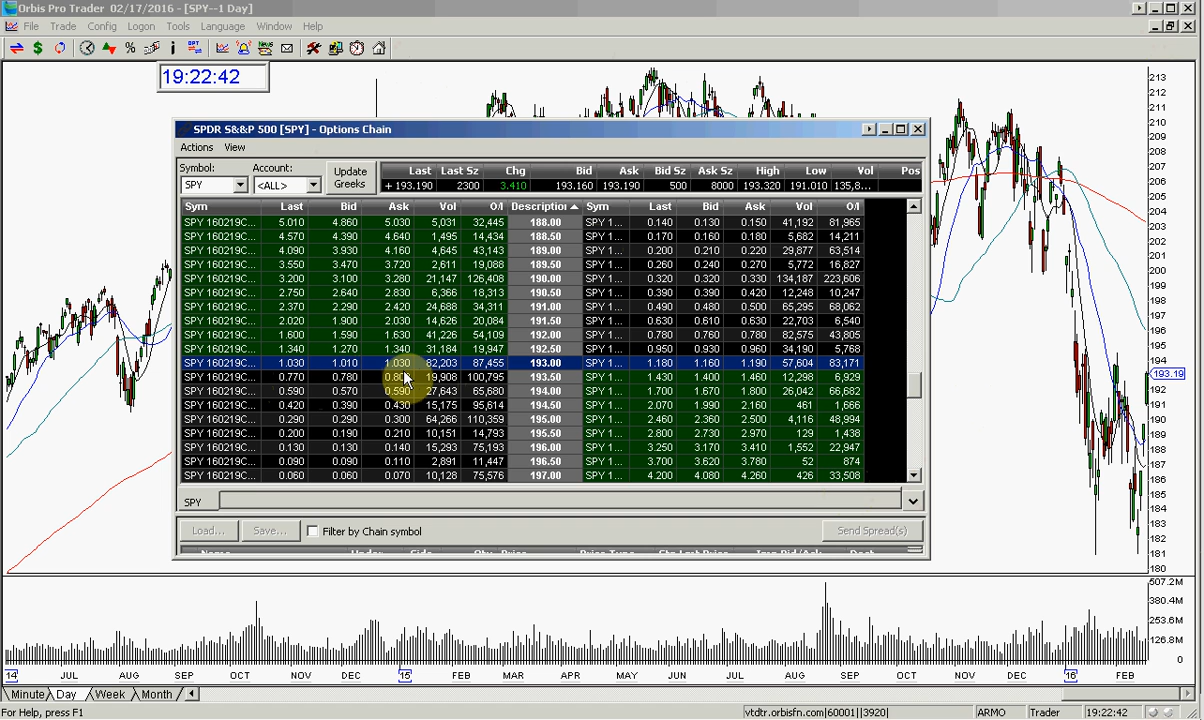 Orbis Pro Trader 02/17/2016 - [SPY--1 Day]
File Trade Config Logon Tools Language Window Help
19:22:42
SPDR S&&P 500 [SPY] - Options Chain
Actions View
Symbol: Account: Update Greeks Last Last Sz Chg Bid Ask Bid Sz Ask Sz High Low Vol Pos
SPY <ALL> + 193.190 2300 3.410 193.160 193.190 500 8000 193.320 191.010 135,8...
Sym Last Bid Ask Vol O/I Description Sym Last Bid Ask Vol O/I
SPY 160219C... 5.010 4.860 5.030 5,031 32,445 188.00 SPY 1... 0.140 0.130 0.150 41,192 81,965
SPY 160219C... 4.570 4.390 4.640 1,495 14,434 188.50 SPY 1... 0.170 0.160 0.180 5,682 14,211
SPY 160219C... 4.090 3.930 4.160 4,645 43,143 189.00 SPY 1... 0.200 0.210 0.220 29,877 63,514
SPY 160219C... 3.550 3.470 3.720 2,611 19,088 189.50 SPY 1... 0.260 0.240 0.270 5,772 16,827
SPY 160219C... 3.200 3.100 3.280 21,147 126,408 190.00 SPY 1... 0.320 0.320 0.330 134,187 223,606
SPY 160219C... 2.750 2.640 2.830 6,366 18,313 190.50 SPY 1... 0.390 0.390 0.420 12,248 10,247
SPY 160219C... 2.370 2.290 2.420 24,688 34,311 191.00 SPY 1... 0.490 0.480 0.500 65,295 68,062
SPY 160219C... 2.020 1.900 2.030 14,626 20,084 191.50 SPY 1... 0.630 0.610 0.630 22,703 6,540
SPY 160219C... 1.600 1.590 1.630 41,226 54,109 192.00 SPY 1... 0.780 0.760 0.780 82,575 43,805
SPY 160219C... 1.340 1.270 1.340 31,184 19,947 192.50 SPY 1... 0.950 0.930 0.960 34,190 5,768
SPY 160219C... 1.030 1.010 1.030 82,203 87,455 193.00 SPY 1... 1.180 1.160 1.190 57,604 83,171
SPY 160219C... 0.770 0.780 0.800 19,908 100,795 193.50 SPY 1... 1.430 1.400 1.460 12,298 6,929
SPY 160219C... 0.590 0.570 0.590 27,643 65,680 194.00 SPY 1... 1.700 1.670 1.800 26,042 66,682
SPY 160219C... 0.420 0.390 0.430 15,175 95,614 194.50 SPY 1... 2.070 1.990 2.160 461 1,666
SPY 160219C... 0.290 0.290 0.300 64,266 110,359 195.00 SPY 1... 2.460 2.360 2.500 4,116 48,994
SPY 160219C... 0.200 0.190 0.210 10,151 14,793 195.50 SPY 1... 2.800 2.730 2.970 129 1,438
SPY 160219C... 0.130 0.130 0.140 15,293 75,193 196.00 SPY 1... 3.250 3.170 3.410 1,552 22,947
SPY 160219C... 0.090 0.090 0.110 2,891 11,447 196.50 SPY 1... 3.700 3.620 3.780 52 874
SPY 160219C... 0.060 0.060 0.070 10,128 75,576 197.00 SPY 1... 4.200 4.080 4.260 426 33,508
SPY
Load... Save... Filter by Chain symbol Send Spread(s)
213
212
211
210
209
208
207
206
205
204
203
202
201
200
199
198
197
196
195
194
193.19
192
191
190
189
188
187
186
185
184
183
182
181
180
507.2M
380.4M
253.6M
126.8M
0
14 JUL AUG SEP OCT NOV DEC 15 FEB MAR APR MAY JUN JUL AUG SEP OCT NOV DEC 16 FEB
Minute Day Week Month
For Help, press F1 vtdtr.orbisfn.com|60001||3920| ARMO Trader 19:22:42